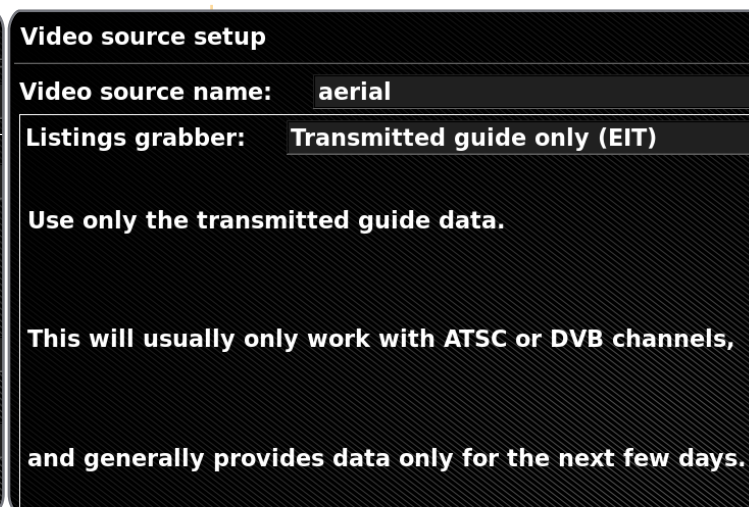 Video source setup
Video source name: aerial
Listings grabber: Transmitted guide only (EIT)
Use only the transmitted guide data.
This will usually only work with ATSC or DVB channels,
and generally provides data only for the next few days.